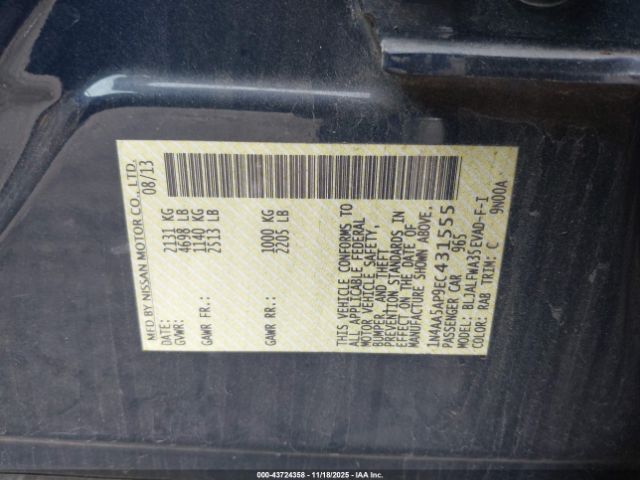 MFD BY NISSAN MOTOR CO., LTD.
DATE: 08/13
GVWR: 2131 KG
4698 LB
GAWR FR.: 1140 KG
2513 LB
GAWR RR.: 1000 KG
2205 LB
THIS VEHICLE CONFORMS TO
ALL APPLICABLE FEDERAL
MOTOR VEHICLE SAFETY,
BUMPER, AND THEFT
PREVENTION STANDARDS IN
EFFECT ON THE DATE OF
MANUFACTURE SHOWN ABOVE.
1N4AA5AP9EC431555
PASSENGER CAR 965
MODEL: BLJALFWA35EVAD-F-I
COLOR: RAB TRIM: C 9N00A
000-43724358 - 11/18/2025 - IAA Inc.